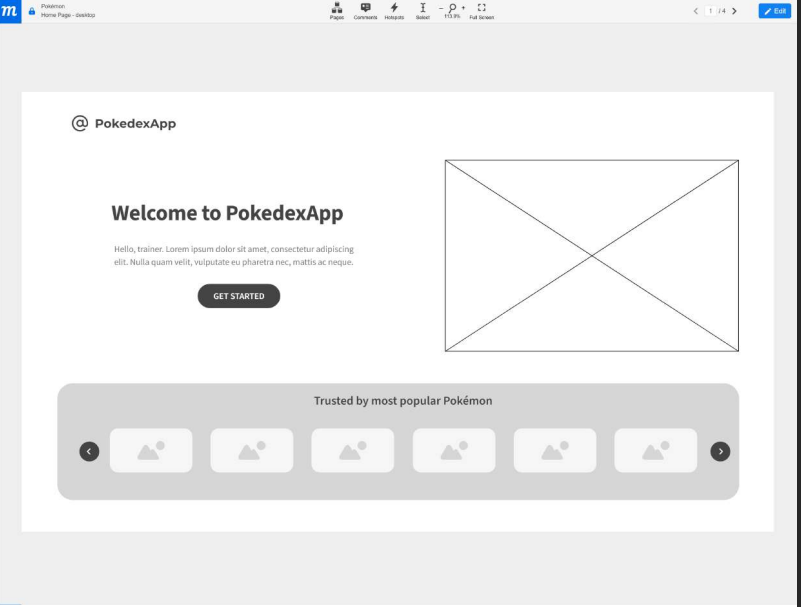 m
Pokémon
Home Page - desktop
Pages
Comments
Hotspots
Select
- 113.9% +
Full Screen
1 / 4
Edit
@ PokedexApp
Welcome to PokedexApp
Hello, trainer. Lorem ipsum dolor sit amet, consectetur adipiscing
elit. Nulla quam velit, vulputate eu pharetra nec, mattis ac neque.
GET STARTED
Trusted by most popular Pokémon